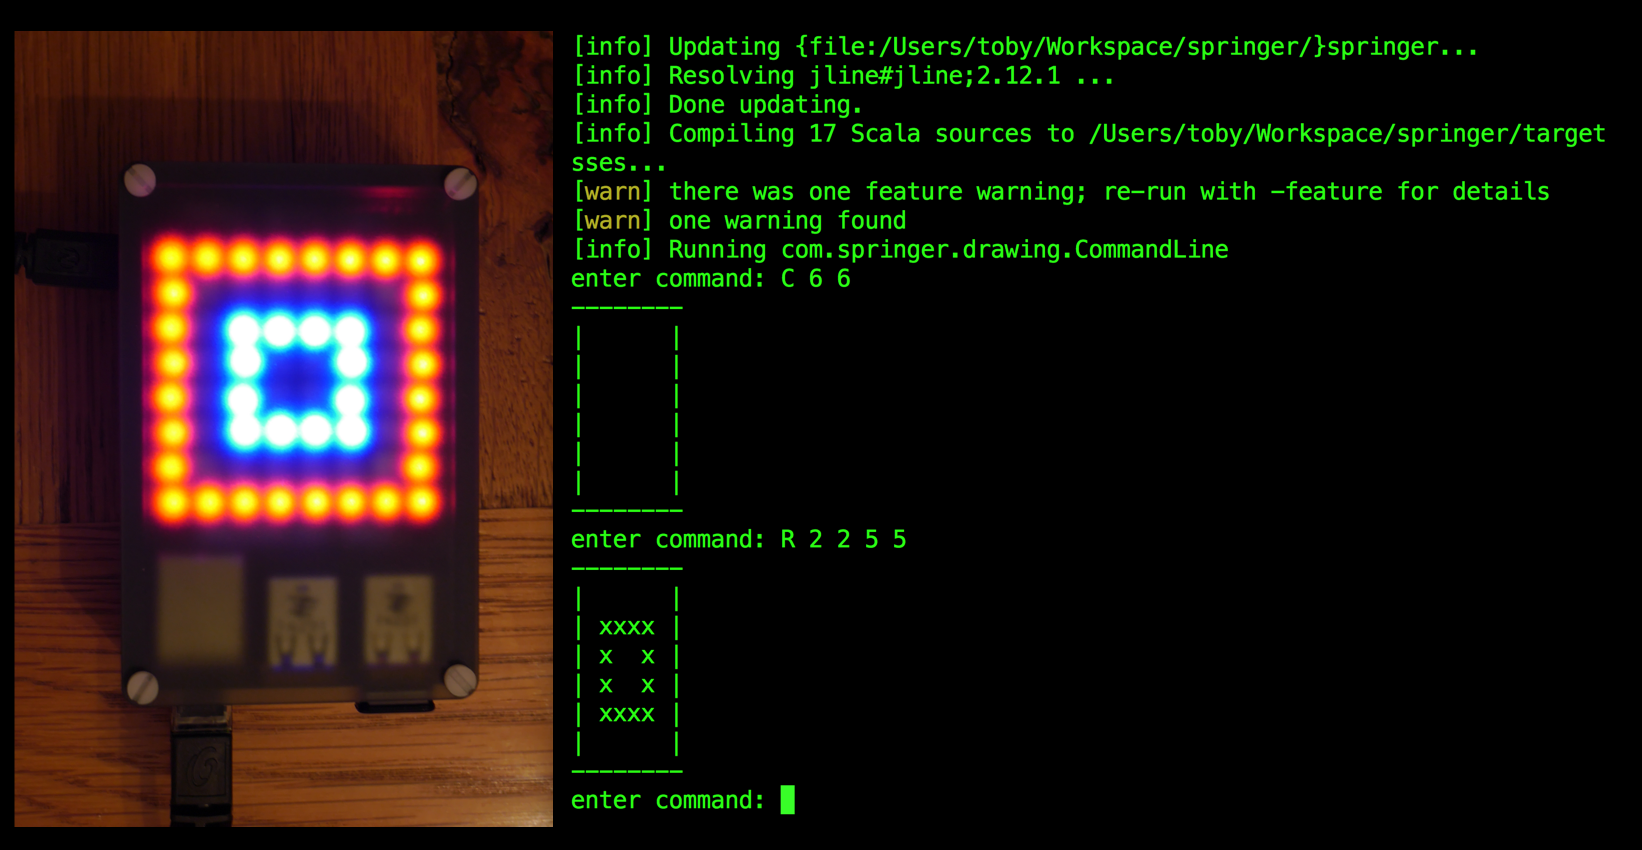 [info] Updating {file:/Users/toby/Workspace/springer/}springer...
[info] Resolving jline#jline;2.12.1 ...
[info] Done updating.
[info] Compiling 17 Scala sources to /Users/toby/Workspace/springer/target
sses...
[warn] there was one feature warning; re-run with -feature for details
[warn] one warning found
[info] Running com.springer.drawing.CommandLine
enter command: C 6 6
--------
|      |
|      |
|      |
|      |
|      |
|      |
--------
enter command: R 2 2 5 5
--------
|      |
| xxxx |
| x  x |
| x  x |
| xxxx |
|      |
--------
enter command: